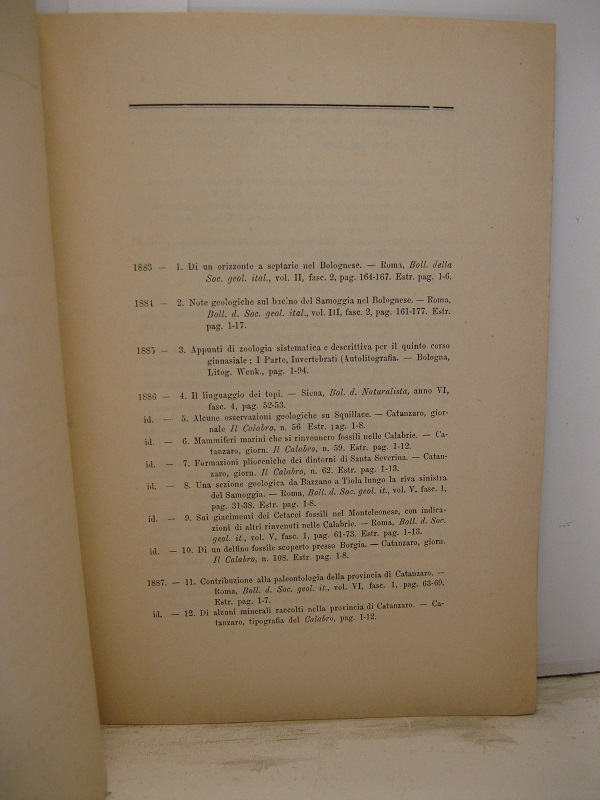 1883 — 1. Di un orizzonte a septarie nel Bolognese. — Roma, Boll. della
Soc. geol. ital., vol. II, fasc. 2, pag. 164-167. Estr. pag. 1-6.
1884 — 2. Note geologiche sul bacino del Samoggia nel Bolognese. — Roma,
Boll. d. Soc. geol. ital., vol. III, fasc. 2, pag. 161-177. Estr.
pag. 1-17.
1885 — 3. Appunti di zoologia sistematica e descrittiva per il quinto corso
ginnasiale ; I Parte, Invertebrati (Autolitografia. — Bologna,
Litog. Wenk., pag. 1-94.
1886 — 4. Il linguaggio dei topi. — Siena, Bol. d. Naturalista, anno VI,
fasc. 4, pag. 52-53.
id. — 5. Alcune osservazioni geologiche su Squillace. — Catanzaro, gior-
nale Il Calabro, n. 56 Estr. pag. 1-8.
id. — 6. Mammiferi marini che si rinvennero fossili nelle Calabrie. — Ca-
tanzaro, giorn. Il Calabro, n. 59. Estr. pag. 1-12.
id. — 7. Formazioni plioceniche dei dintorni di Santa Severina. — Catan-
zaro, giorn. Il Calabro, n. 62. Estr. pag. 1-13.
id. — 8. Una sezione geologica da Bazzano a Tiola lungo la riva sinistra
del Samoggia. — Roma, Boll. d. Soc. geol. it., vol. V, fasc. 1,
pag. 31-38. Estr. pag. 1-8.
id. — 9. Sui giacimenti dei Cetacei fossili nel Monteleonese, con indica-
zioni di altri rinvenuti nelle Calabrie. — Roma, Boll. d. Soc.
geol. it., vol. V, fasc. 1, pag. 61-73. Estr. pag. 1-13.
id. — 10. Di un delfino fossile scoperto presso Borgia. — Catanzaro, giorn.
Il Calabro, n. 108. Estr. pag. 1-8.
1887. — 11. Contribuzione alla paleontologia della provincia di Catanzaro. —
Roma, Boll. d. Soc. geol. it., vol. VI, fasc. 1, pag. 63-69.
Estr. pag. 1-7.
id. — 12. Di alcuni minerali raccolti nella provincia di Catanzaro. — Ca-
tanzaro, tipografia del Calabro, pag. 1-12.